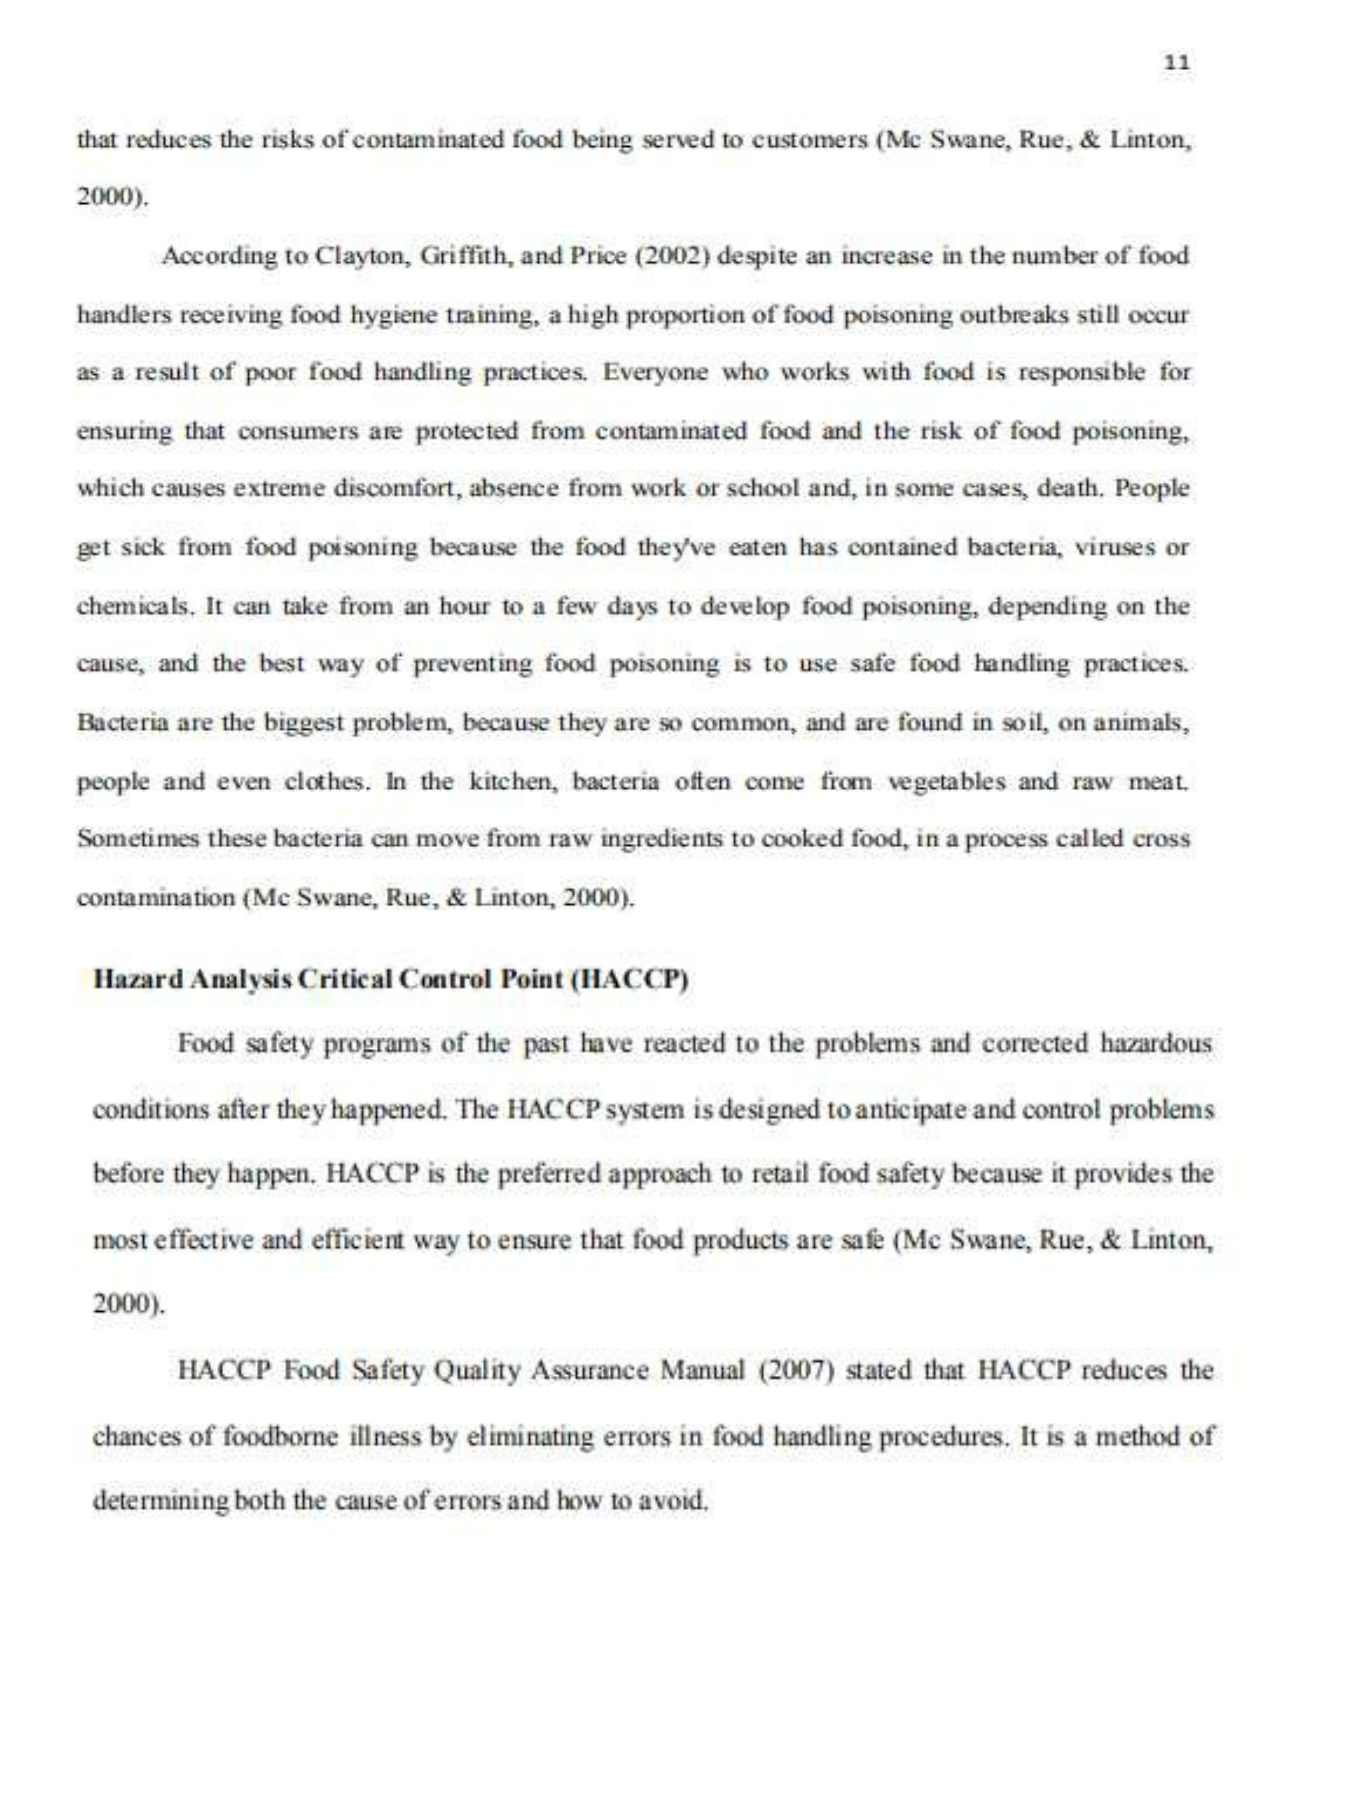 11
that reduces the risks of contaminated food being served to customers (Mc Swane, Rue, & Linton,
2000).
According to Clayton, Griffith, and Price (2002) despite an increase in the number of food
handlers receiving food hygiene training, a high proportion of food poisoning outbreaks still occur
as a result of poor food handling practices. Everyone who works with food is responsible for
ensuring that consumers are protected from contaminated food and the risk of food poisoning,
which causes extreme discomfort, absence from work or school and, in some cases, death. People
get sick from food poisoning because the food they've eaten has contained bacteria, viruses or
chemicals. It can take from an hour to a few days to develop food poisoning, depending on the
cause, and the best way of preventing food poisoning is to use safe food handling practices.
Bacteria are the biggest problem, because they are so common, and are found in soil, on animals,
people and even clothes. In the kitchen, bacteria often come from vegetables and raw meat.
Sometimes these bacteria can move from raw ingredients to cooked food, in a process called cross
contamination (Mc Swane, Rue, & Linton, 2000).
Hazard Analysis Critical Control Point (HACCP)
Food safety programs of the past have reacted to the problems and corrected hazardous
conditions after they happened. The HACCP system is designed to anticipate and control problems
before they happen. HACCP is the preferred approach to retail food safety because it provides the
most effective and efficient way to ensure that food products are safe (Mc Swane, Rue, & Linton,
2000).
HACCP Food Safety Quality Assurance Manual (2007) stated that HACCP reduces the
chances of foodborne illness by eliminating errors in food handling procedures. It is a method of
determining both the cause of errors and how to avoid.